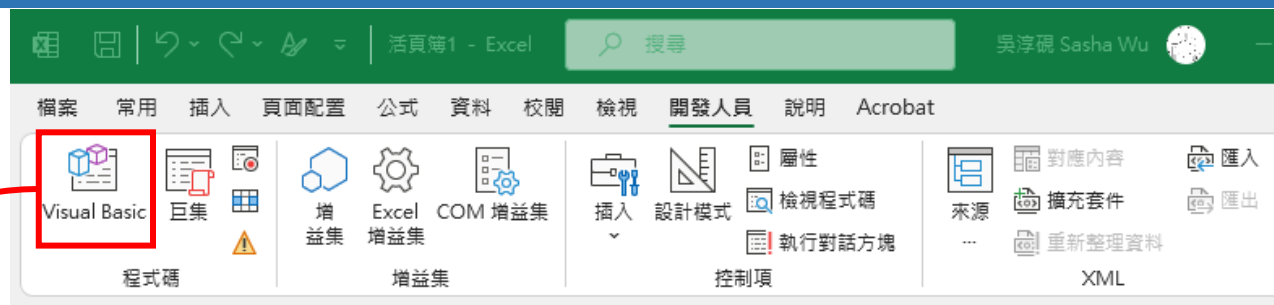 活頁簿1 - Excel 搜尋 吳淳硯 Sasha Wu
檔案 常用 插入 頁面配置 公式 資料 校閱 檢視 開發人員 說明 Acrobat
Visual Basic 巨集 增益集 Excel 增益集 COM 增益集 插入 設計模式 屬性 檢視程式碼 執行對話方塊 來源 ... 對應內容 擴充套件 重新整理資料 匯入 匯出
程式碼 增益集 控制項 XML